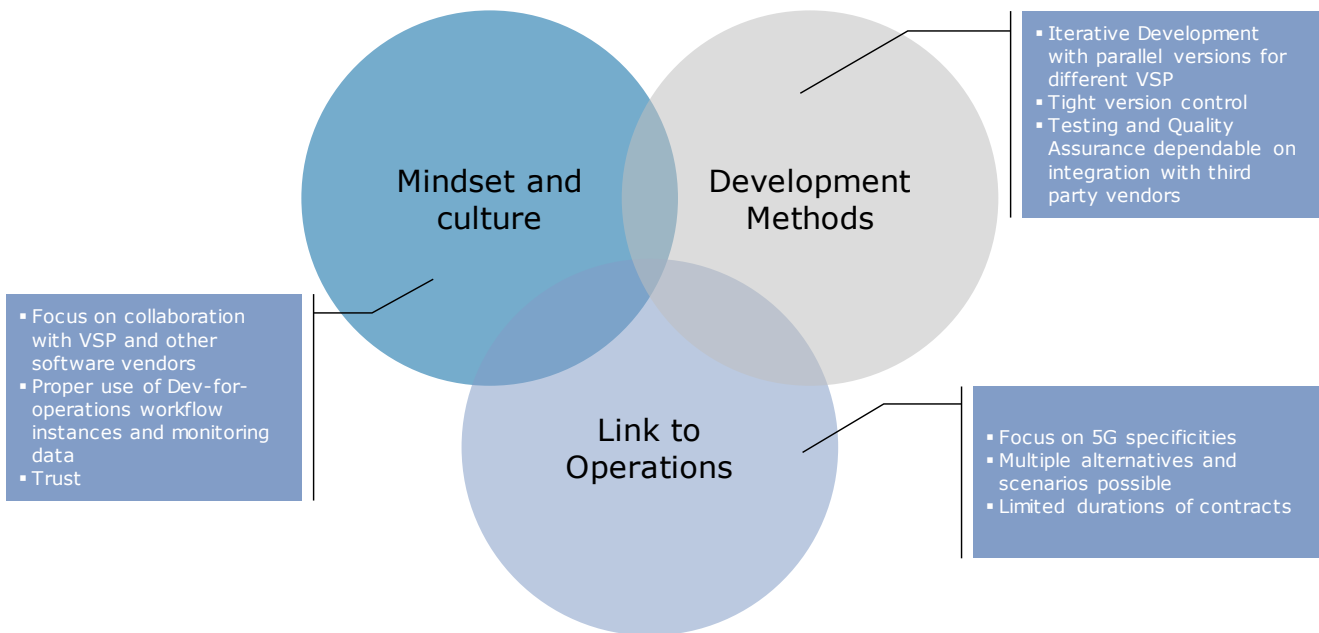 Mindset and
culture
Development
Methods
Link to
Operations
▪ Iterative Development
with parallel versions for
different VSP
▪ Tight version control
▪ Testing and Quality
Assurance dependable on
integration with third
party vendors
▪ Focus on collaboration
with VSP and other
software vendors
▪ Proper use of Dev-for-
operations workflow
instances and monitoring
data
▪ Trust
▪ Focus on 5G specificities
▪ Multiple alternatives and
scenarios possible
▪ Limited durations of contracts